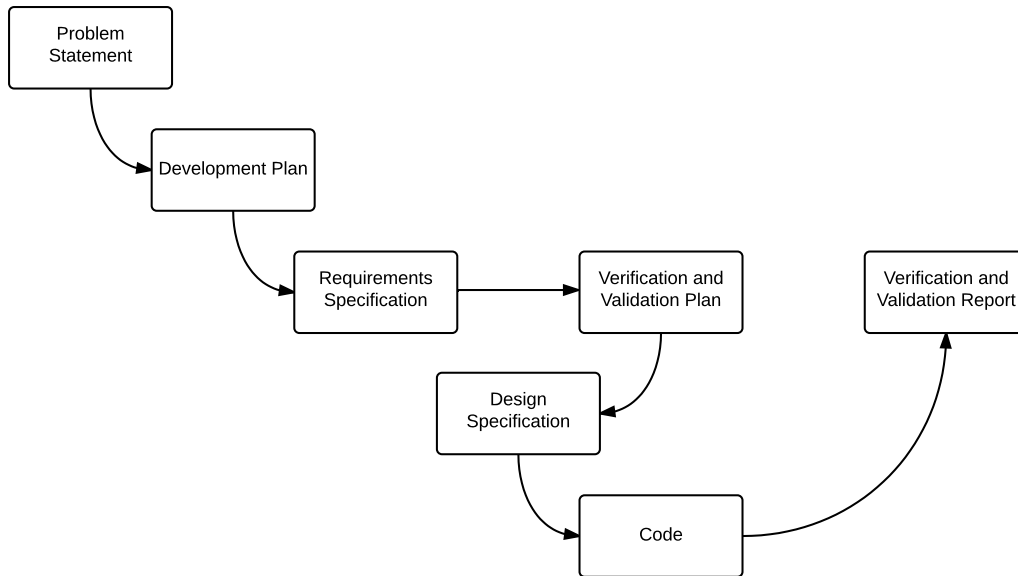 Problem
Statement
Development Plan
Requirements
Specification
Verification and
Validation Plan
Verification and
Validation Report
Design
Specification
Code